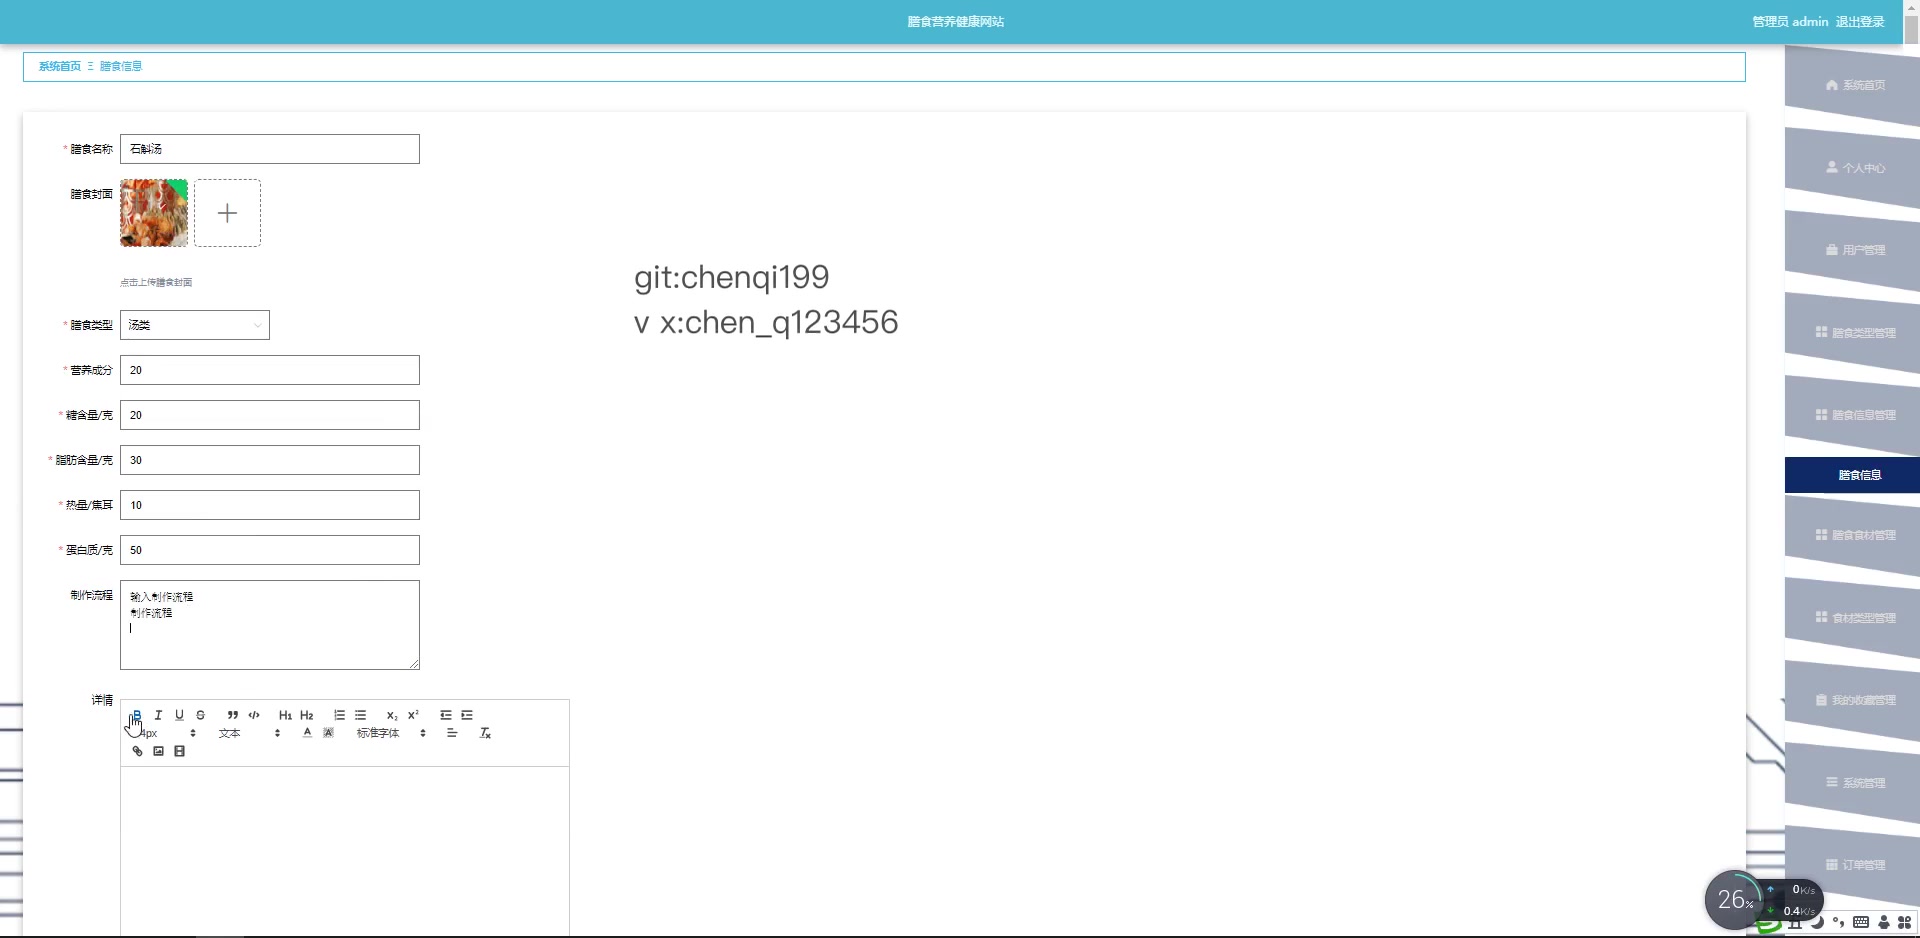 膳食营养健康网站
管理员 admin 退出登录
系统首页 Ξ 膳食信息
* 膳食名称 石斛汤
膳食封面
点击上传膳食封面
* 膳食类型 汤类
* 营养成分 20
* 糖含量/克 20
* 脂肪含量/克 30
* 热量/焦耳 10
* 蛋白质/克 50
制作流程 输入制作流程
制作流程
详情
B I U S H1 H2 x₂ x²
4px 文本 A 标准字体
git:chenqi199
v x:chen_q123456
系统首页
个人中心
用户管理
膳食类型管理
膳食信息管理
膳食信息
膳食食材管理
食材类型管理
我的收藏管理
系统管理
订单管理
26%
0K/s
0.4K/s